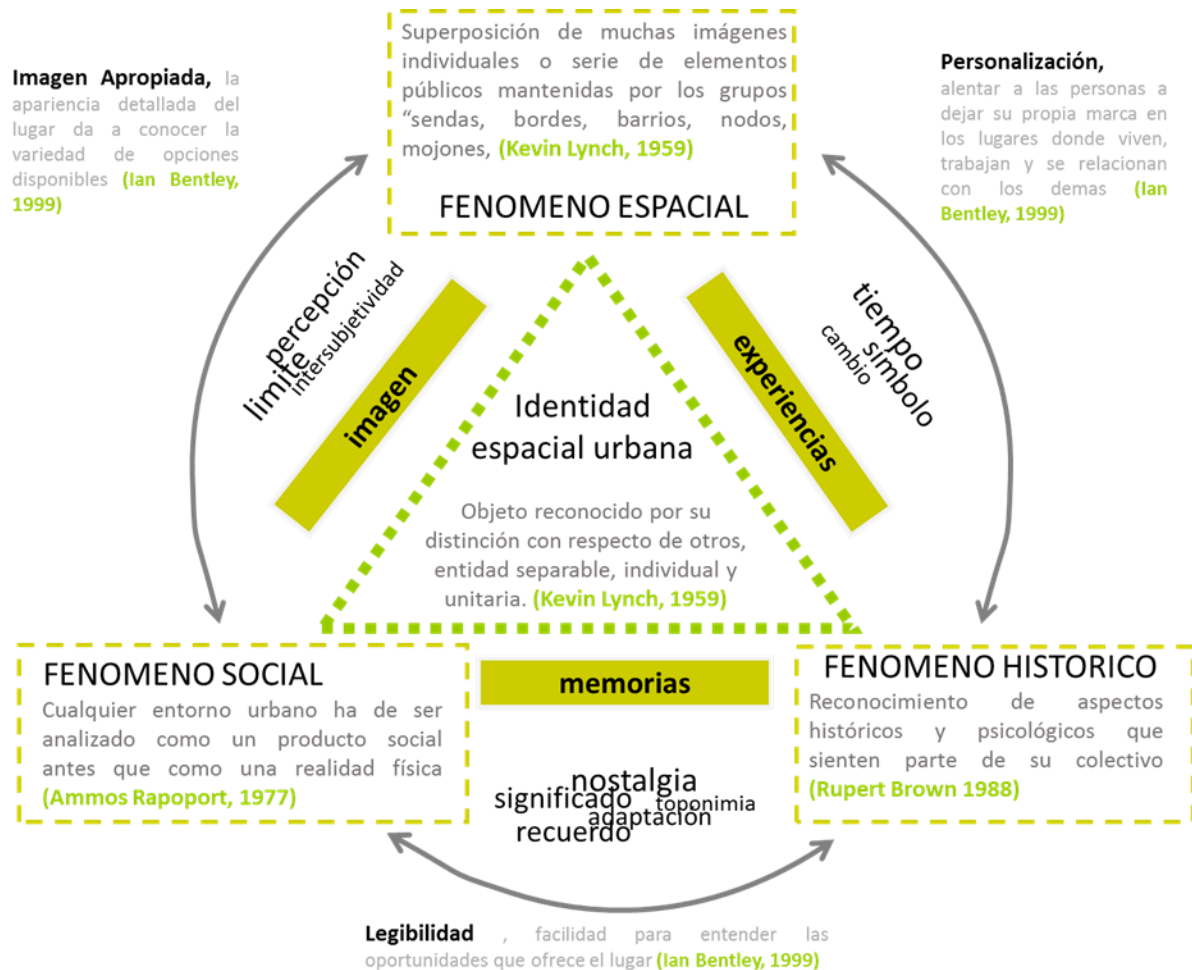 Superposición de muchas imágenes
individuales o serie de elementos
públicos mantenidas por los grupos
“sendas, bordes, barrios, nodos,
mojones, (Kevin Lynch, 1959)
FENOMENO ESPACIAL
Imagen Apropiada, la
apariencia detallada del
lugar da a conocer la
variedad de opciones
disponibles (Ian Bentley,
1999)
Personalización,
alentar a las personas a
dejar su propia marca en
los lugares donde viven,
trabajan y se relacionan
con los demas (Ian
Bentley, 1999)
percepción
limite
intersubjetividad
imagen
experiencias
tiempo
símbolo
cambio
Identidad
espacial urbana
Objeto reconocido por su
distinción con respecto de otros,
entidad separable, individual y
unitaria. (Kevin Lynch, 1959)
FENOMENO SOCIAL
Cualquier entorno urbano ha de ser
analizado como un producto social
antes que como una realidad física
(Ammos Rapoport, 1977)
memorias
nostalgia
significado
toponimia
adaptación
recuerdo
FENOMENO HISTORICO
Reconocimiento de aspectos
históricos y psicológicos que
sienten parte de su colectivo
(Rupert Brown 1988)
Legibilidad , facilidad para entender las
oportunidades que ofrece el lugar (Ian Bentley, 1999)